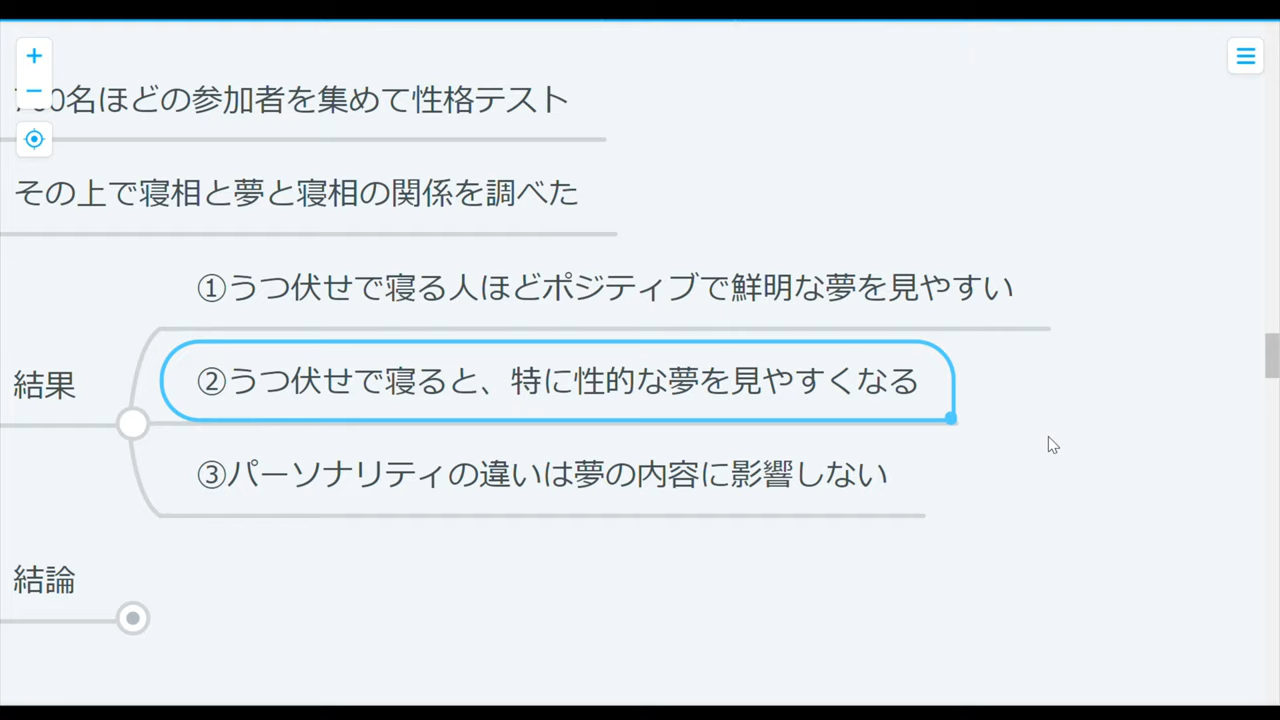 名ほどの参加者を集めて性格テスト
その上で寝相と夢と寝相の関係を調べた
①うつ伏せで寝る人ほどポジティブで鮮明な夢を見やすい
結果
②うつ伏せで寝ると、特に性的な夢を見やすくなる
③パーソナリティの違いは夢の内容に影響しない
結論